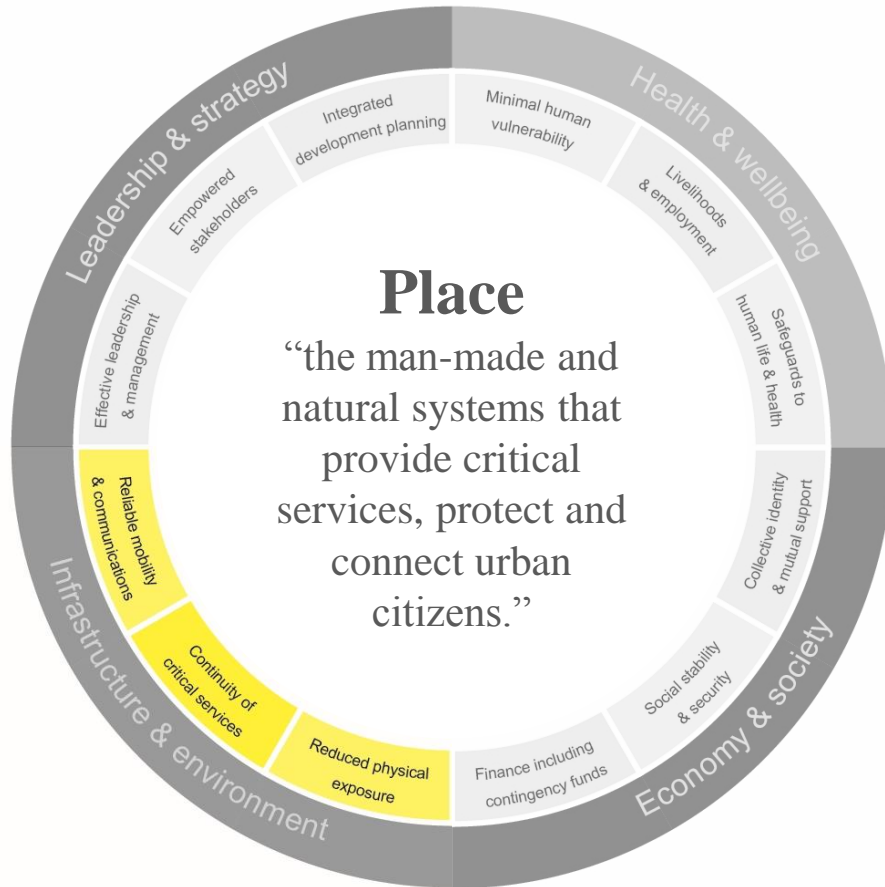 Leadership & strategy
Health & wellbeing
Integrated
development planning
Minimal human
vulnerability
Empowered
stakeholders
Livelihoods
& employment
Effective leadership
& management
Safeguards to
human life & health
Place
“the man-made and
natural systems that
provide critical
services, protect and
connect urban
citizens.”
Reliable mobility
& communications
Collective identity
& mutual support
Continuity of
critical services
Social stability
& security
Reduced physical
exposure
Finance including
contingency funds
Infrastructure & environment
Economy & society